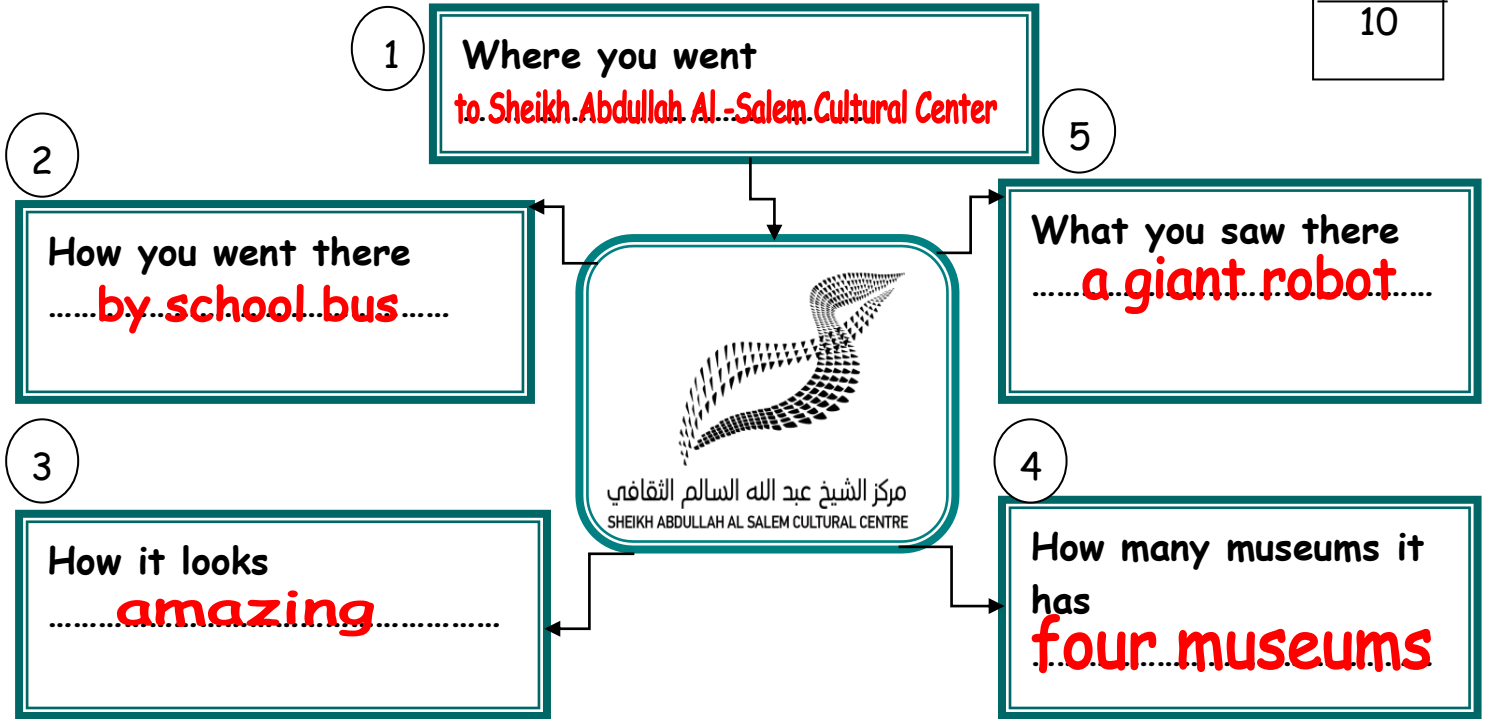 10
1
Where you went
to Sheikh Abdullah Al -Salem Cultural Center
2
How you went there
by school bus
3
How it looks
amazing
4
How many museums it
has
four museums
5
What you saw there
a giant robot
مركز الشيخ عبد الله السالم الثقافي
SHEIKH ABDULLAH AL SALEM CULTURAL CENTRE